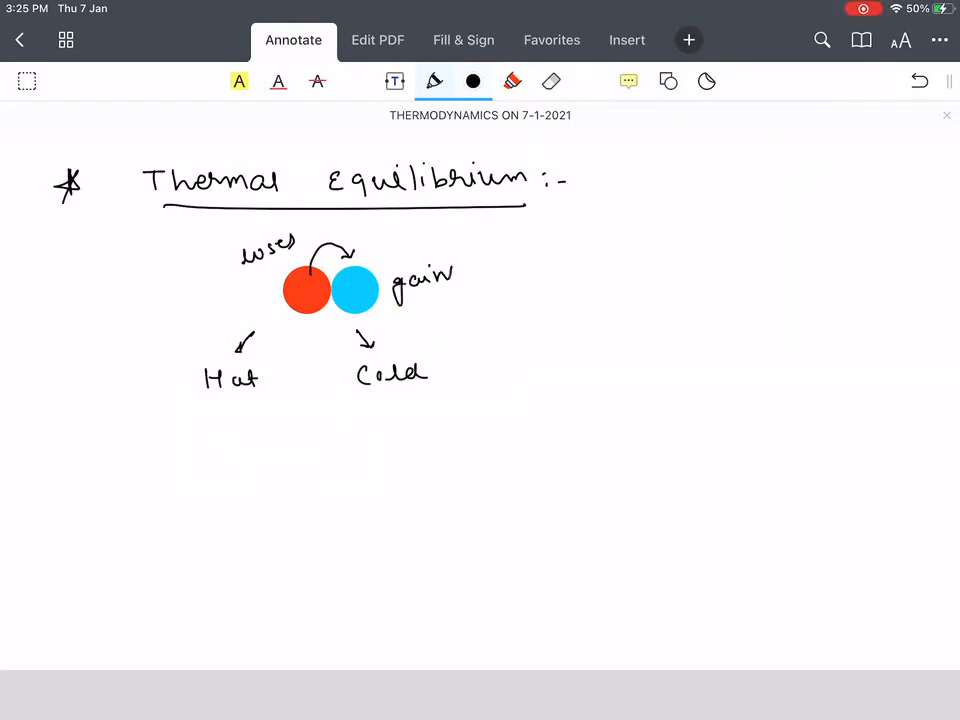 3:25 PM Thu 7 Jan 50%
Annotate Edit PDF Fill & Sign Favorites Insert
A A A T AA
THERMODYNAMICS ON 7-1-2021
Thermal Equilibrium :-
loses
gain
Hot Cold